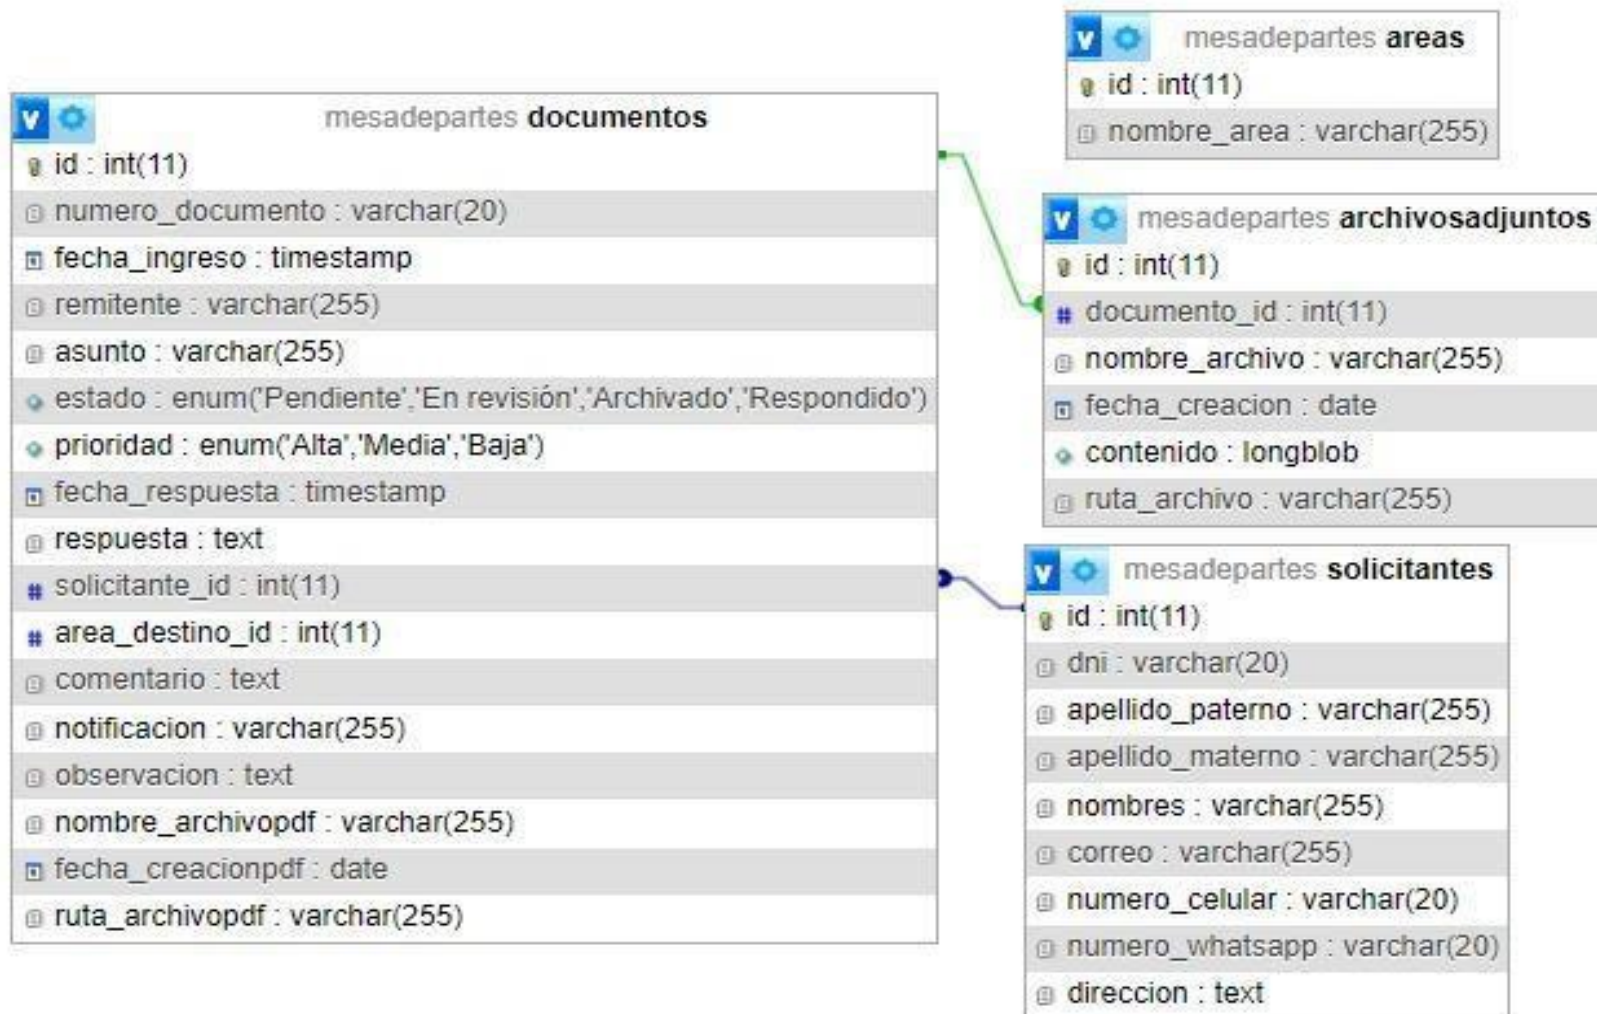 mesadepartes documentos
id : int(11)
numero_documento : varchar(20)
fecha_ingreso : timestamp
remitente : varchar(255)
asunto : varchar(255)
estado : enum('Pendiente','En revisión','Archivado','Respondido')
prioridad : enum('Alta','Media','Baja')
fecha_respuesta : timestamp
respuesta : text
# solicitante_id : int(11)
# area_destino_id : int(11)
comentario : text
notificacion : varchar(255)
observacion : text
nombre_archivopdf : varchar(255)
fecha_creacionpdf : date
ruta_archivopdf : varchar(255)
mesadepartes areas
id : int(11)
nombre_area : varchar(255)
mesadepartes archivosadjuntos
id : int(11)
# documento_id : int(11)
nombre_archivo : varchar(255)
fecha_creacion : date
contenido : longblob
ruta_archivo : varchar(255)
mesadepartes solicitantes
id : int(11)
dni : varchar(20)
apellido_paterno : varchar(255)
apellido_materno : varchar(255)
nombres : varchar(255)
correo : varchar(255)
numero_celular : varchar(20)
numero_whatsapp : varchar(20)
direccion : text